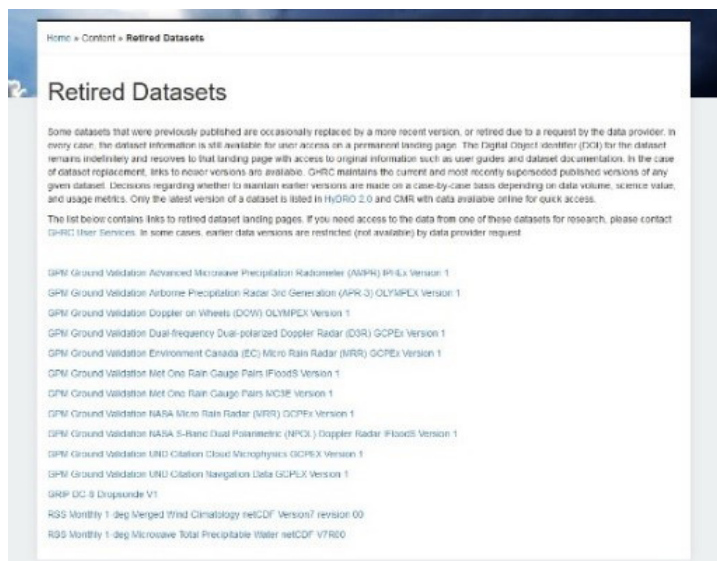 Home » Content » Retired Datasets
Retired Datasets
Some datasets that were previously published are occasionally replaced by a more recent version, or retired due to a request by the data provider. In
every case, the dataset information is still available for user access on a permanent landing page. The Digital Object Identifier (DOI) for the dataset
remains indefinitely and resolves to that landing page with access to original information such as user guides and dataset documentation. In the case
of dataset replacement, links to newer versions are available. GHRC maintains the current and most recently superseded published versions of any
given dataset. Decisions regarding whether to maintain earlier versions are made on a case-by-case basis depending on data volume, science value,
and usage metrics. Only the latest version of a dataset is listed in HyDRO 2.0 and CMR with data available online for quick access.
The list below contains links to retired dataset landing pages. If you need access to the data from one of these datasets for research, please contact
GHRC User Services. In some cases, earlier data versions are restricted (not available) by data provider request
GPM Ground Validation Advanced Microwave Precipitation Radiometer (AMPR) IPHEx Version 1
GPM Ground Validation Airborne Precipitation Radar 3rd Generation (APR-3) OLYMPEX Version 1
GPM Ground Validation Doppler on Wheels (DOW) OLYMPEX Version 1
GPM Ground Validation Dual-frequency Dual-polarized Doppler Radar (D3R) GCPEx Version 1
GPM Ground Validation Environment Canada (EC) Micro Rain Radar (MRR) GCPEx Version 1
GPM Ground Validation Met One Rain Gauge Pairs IFloodS Version 1
GPM Ground Validation Met One Rain Gauge Pairs MC3E Version 1
GPM Ground Validation NASA Micro Rain Radar (MRR) GCPEx Version 1
GPM Ground Validation NASA S-Band Dual Polarimetric (NPOL) Doppler Radar IFloodS Version 1
GPM Ground Validation UND Citation Cloud Microphysics GCPEX Version 1
GPM Ground Validation UND Citation Navigation Data GCPEX Version 1
GRIP DC-8 Dropsonde V1
RSS Monthly 1-deg Merged Wind Climatology netCDF Version7 revision 00
RSS Monthly 1-deg Microwave Total Precipitable Water netCDF V7R00